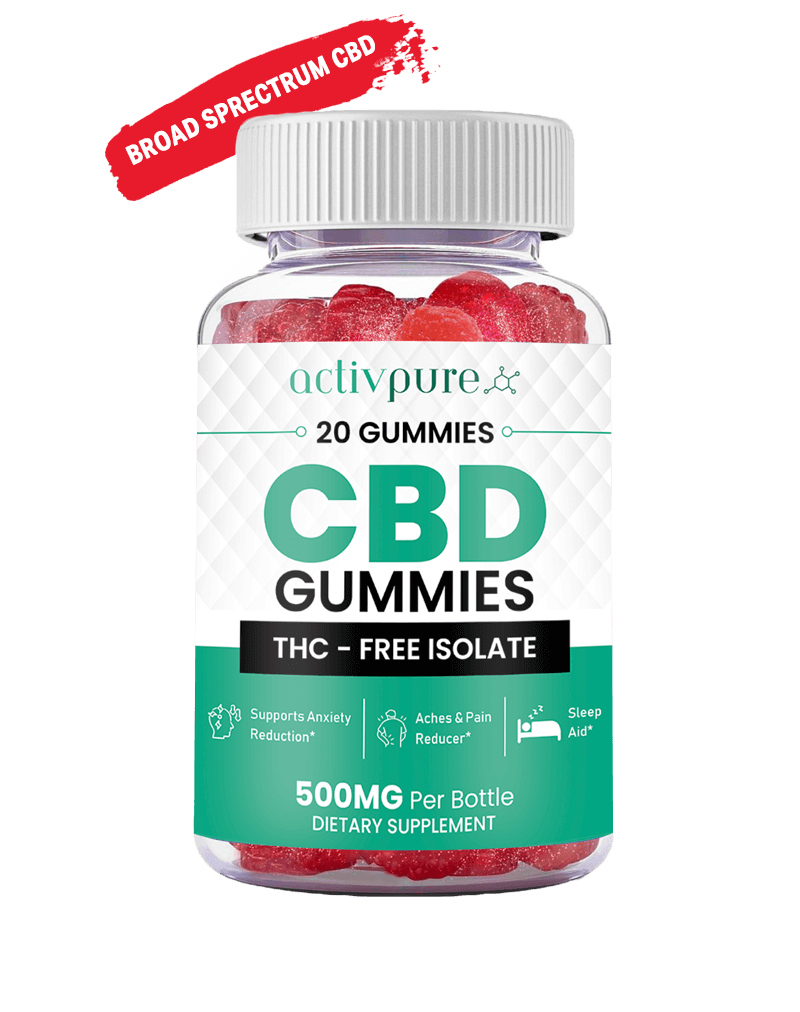 BROAD SPRECTRUM CBD
activpure
20 GUMMIES
CBD
GUMMIES
THC - FREE ISOLATE
Supports Anxiety
Reduction*
Aches & Pain
Reducer*
Sleep
Aid*
500MG Per Bottle
DIETARY SUPPLEMENT